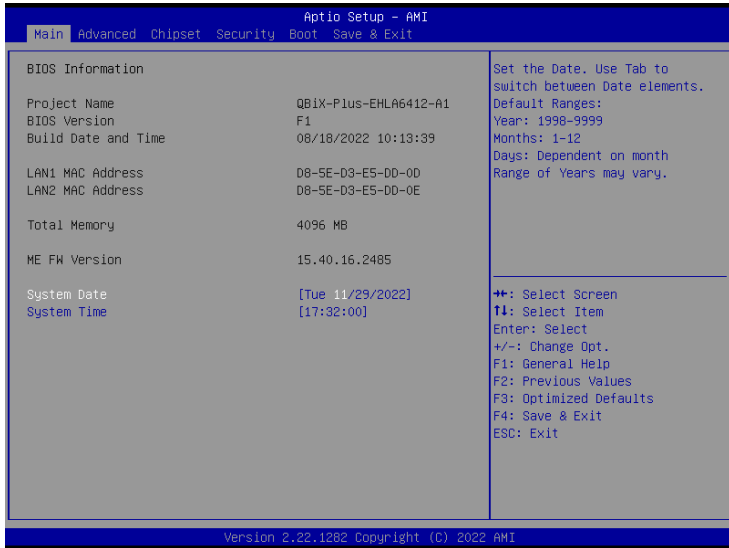 Aptio Setup – AMI
Main Advanced Chipset Security Boot Save & Exit
BIOS Information
Project Name QBiX-Plus-EHLA6412-A1
BIOS Version F1
Build Date and Time 08/18/2022 10:13:39
LAN1 MAC Address D8-5E-D3-E5-DD-0D
LAN2 MAC Address D8-5E-D3-E5-DD-0E
Total Memory 4096 MB
ME FW Version 15.40.16.2485
System Date [Tue 11/29/2022]
System Time [17:32:00]
Set the Date. Use Tab to
switch between Date elements.
Default Ranges:
Year: 1998-9999
Months: 1-12
Days: Dependent on month
Range of Years may vary.
→←: Select Screen
↑↓: Select Item
Enter: Select
+/-: Change Opt.
F1: General Help
F2: Previous Values
F3: Optimized Defaults
F4: Save & Exit
ESC: Exit
Version 2.22.1282 Copyright (C) 2022 AMI